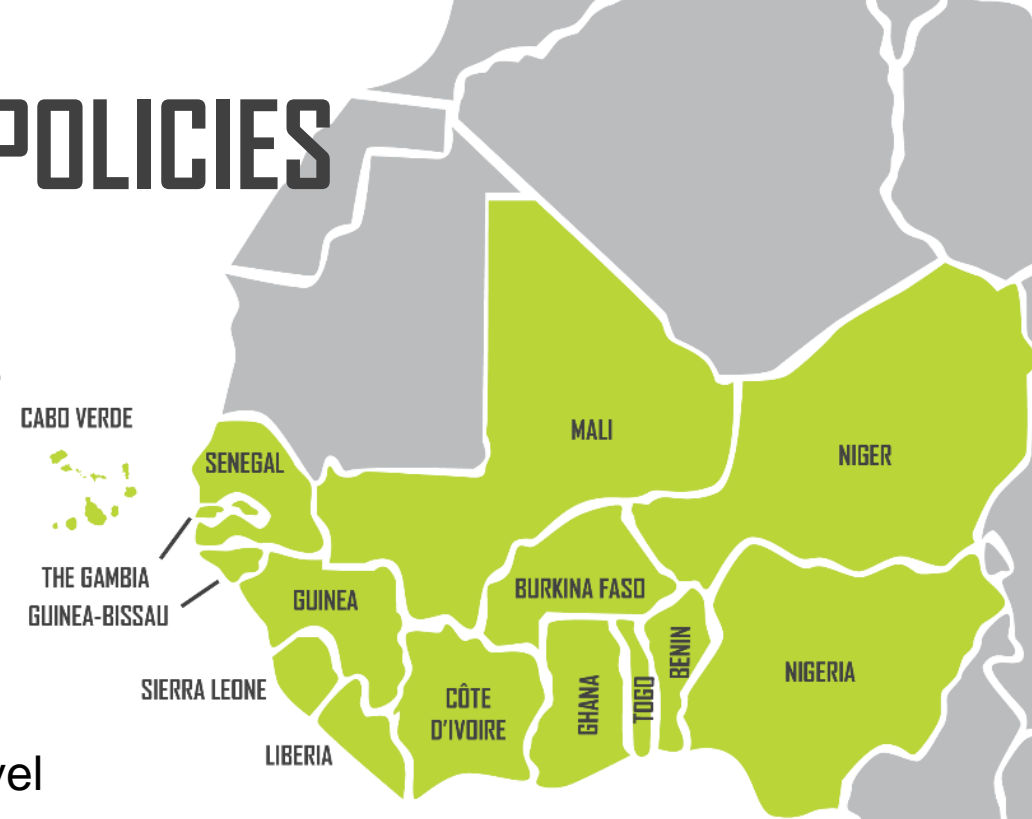 POLICIES
CABO VERDE
MALI
SENEGAL
NIGER
THE GAMBIA
GUINEA-BISSAU
GUINEA
BURKINA FASO
BENIN
SIERRA LEONE
CÔTE
D'IVOIRE
GHANA
TOGO
NIGERIA
LIBERIA